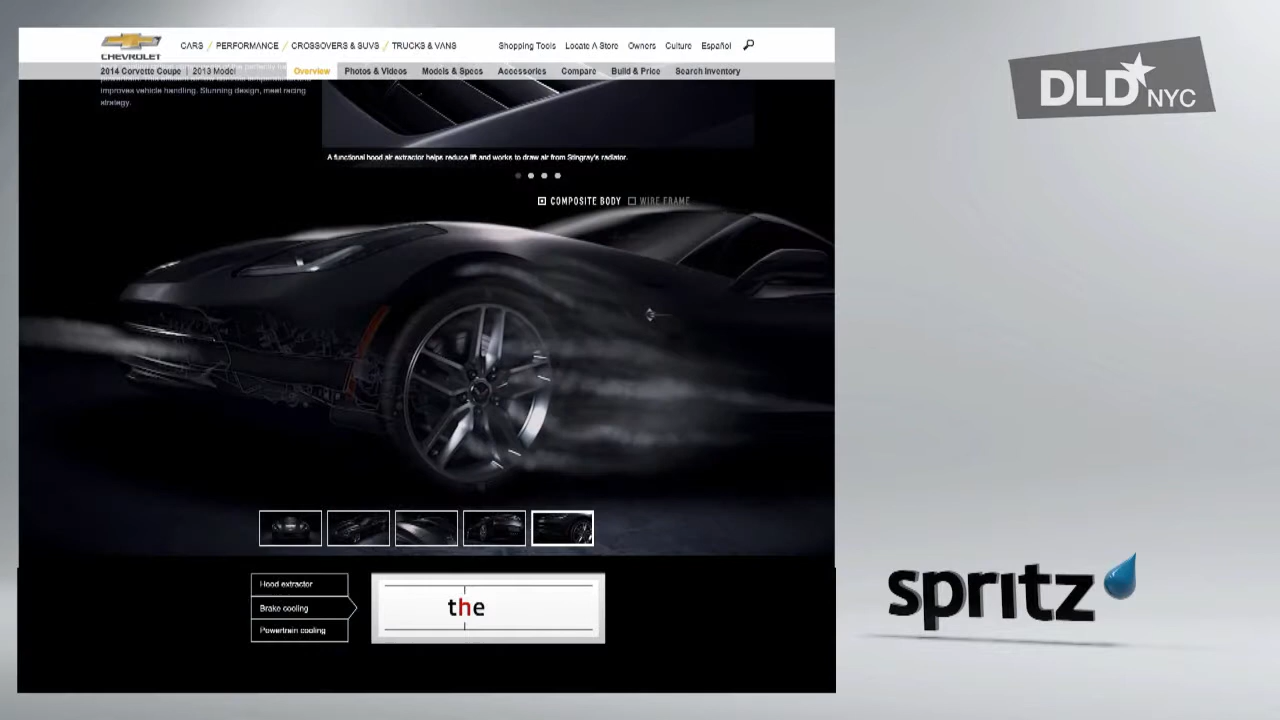 CHEVROLET
CARS / PERFORMANCE / CROSSOVERS & SUVS / TRUCKS & VANS
Shopping Tools Locate A Store Owners Culture Español
2014 Corvette Coupe | 2013 Model
Overview Photos & Videos Models & Specs Accessories Compare Build & Price Search Inventory
improves vehicle handling. Stunning design, meet racing
strategy.
A functional hood air extractor helps reduce lift and works to draw air from Stingray's radiator.
COMPOSITE BODY WIRE FRAME
Hood extractor
Brake cooling
Powertrain cooling
the
DLD NYC
spritz